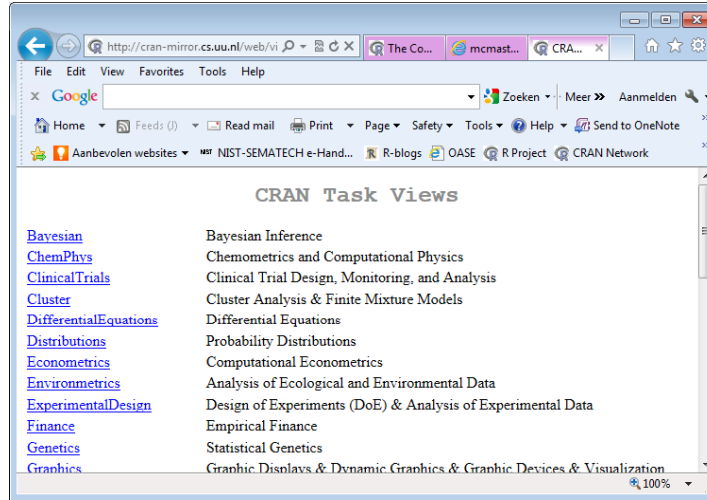 http://cran-mirror.cs.uu.nl/web/vi The Co... mcmast... CRA...
File Edit View Favorites Tools Help
Google Zoeken Meer » Aanmelden
Home Feeds (J) Read mail Print Page Safety Tools Help Send to OneNote
Aanbevolen websites NIST NIST-SEMATECH e-Hand... R-blogs OASE R Project CRAN Network
CRAN Task Views
Bayesian Bayesian Inference
ChemPhys Chemometrics and Computational Physics
ClinicalTrials Clinical Trial Design, Monitoring, and Analysis
Cluster Cluster Analysis & Finite Mixture Models
DifferentialEquations Differential Equations
Distributions Probability Distributions
Econometrics Computational Econometrics
Environmetrics Analysis of Ecological and Environmental Data
ExperimentalDesign Design of Experiments (DoE) & Analysis of Experimental Data
Finance Empirical Finance
Genetics Statistical Genetics
Graphics Graphic Displays & Dynamic Graphics & Graphic Devices & Visualization
100%